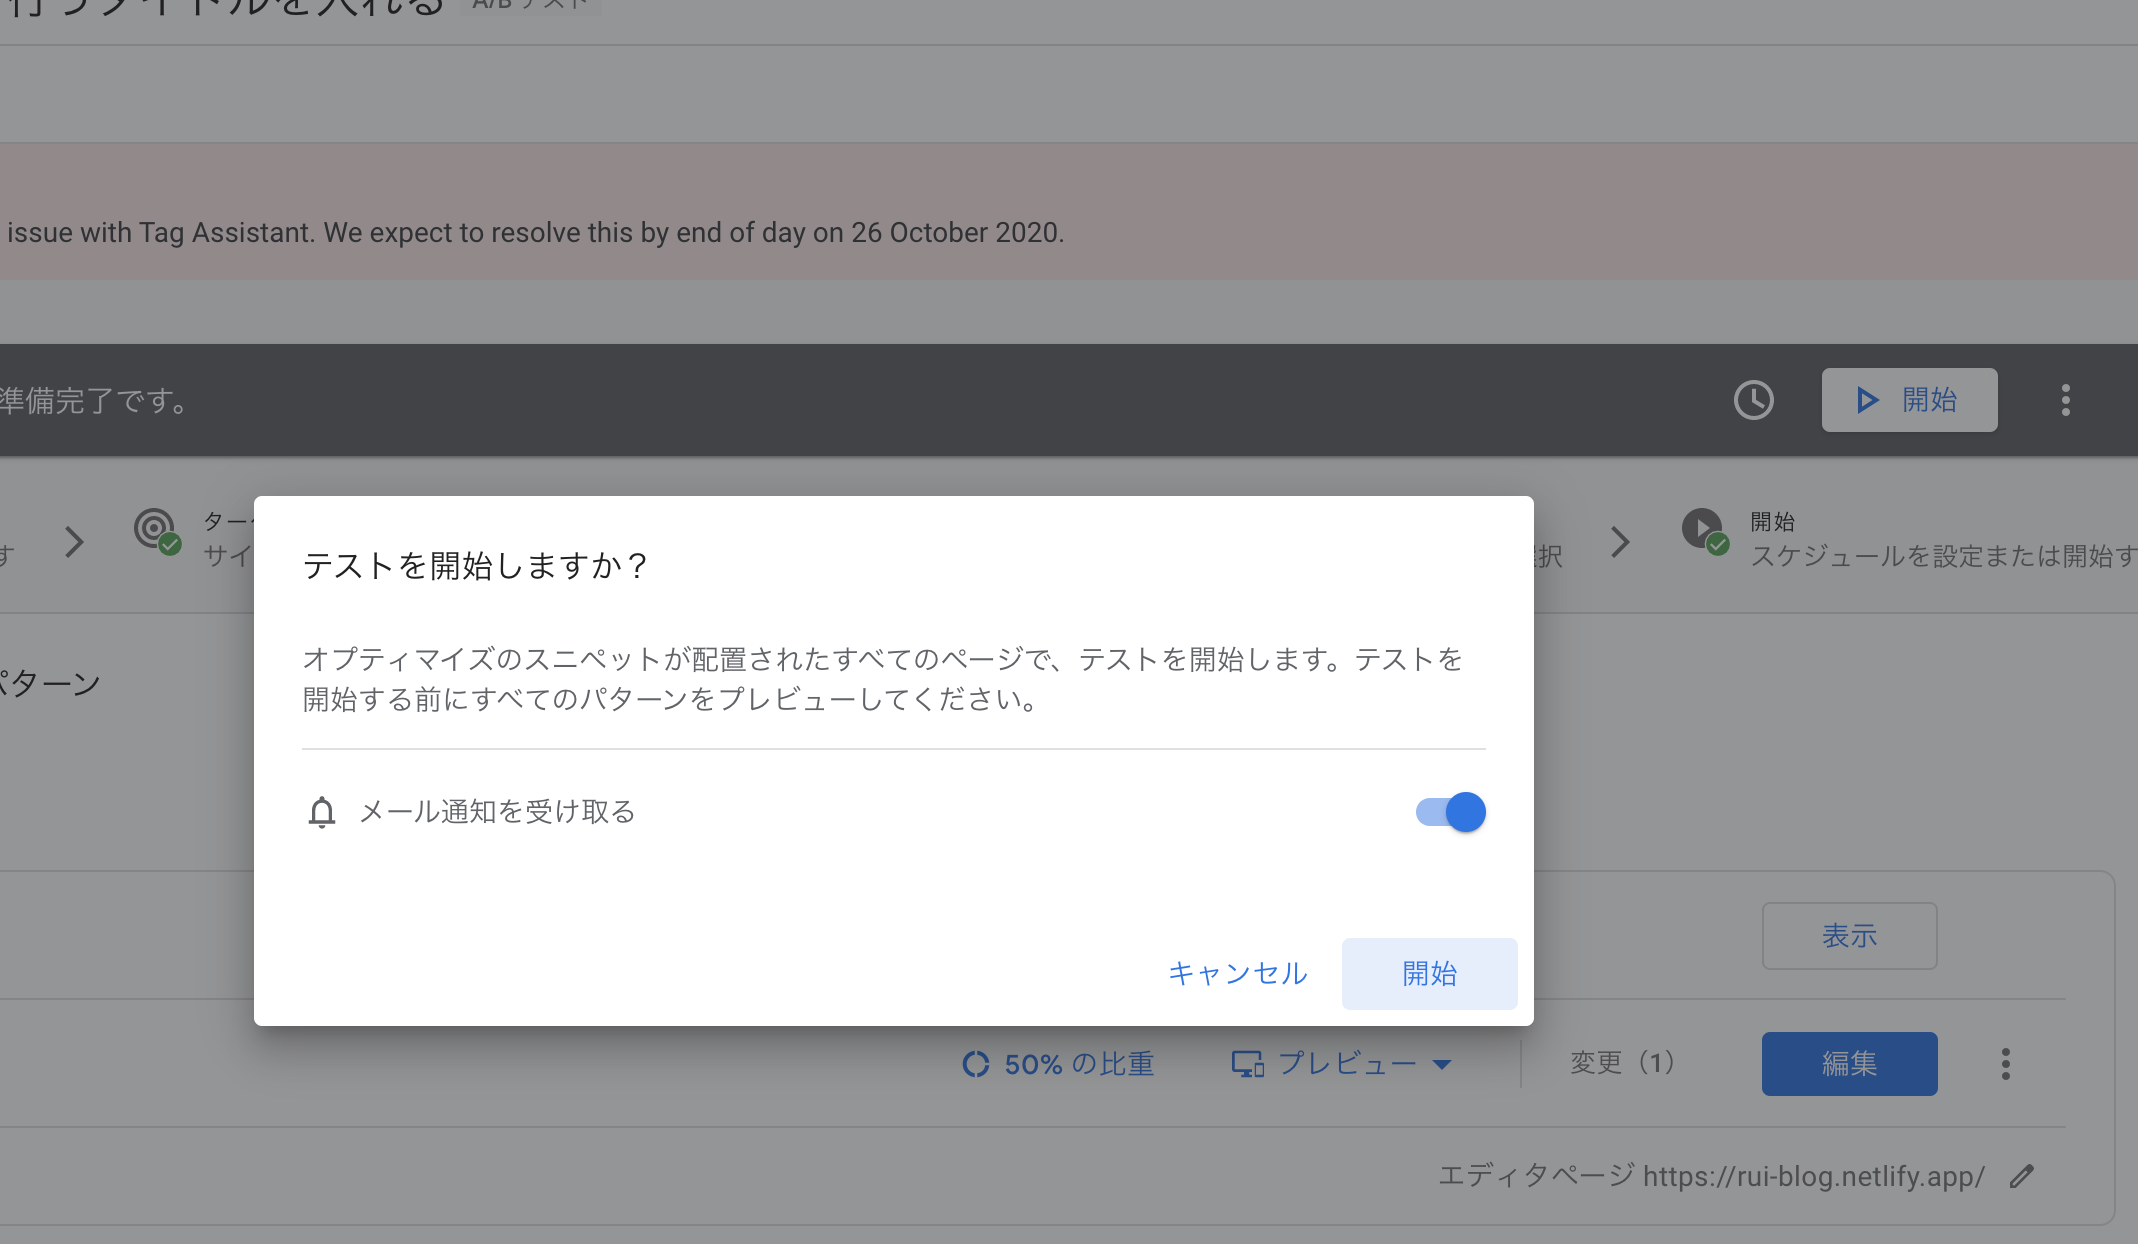 行うタイトルを入れる A/B テスト
issue with Tag Assistant. We expect to resolve this by end of day on 26 October 2020.
準備完了です。
開始
す
ター
サイ
択
開始
スケジュールを設定または開始す
テストを開始しますか？
オプティマイズのスニペットが配置されたすべてのページで、テストを
開始する前にすべてのパターンをプレビューしてください。
パターン
メール通知を受け取る
表示
キャンセル
開始
50% の比重
プレビュー
変更（1）
編集
エディタページ https://rui-blog.netlify.app/